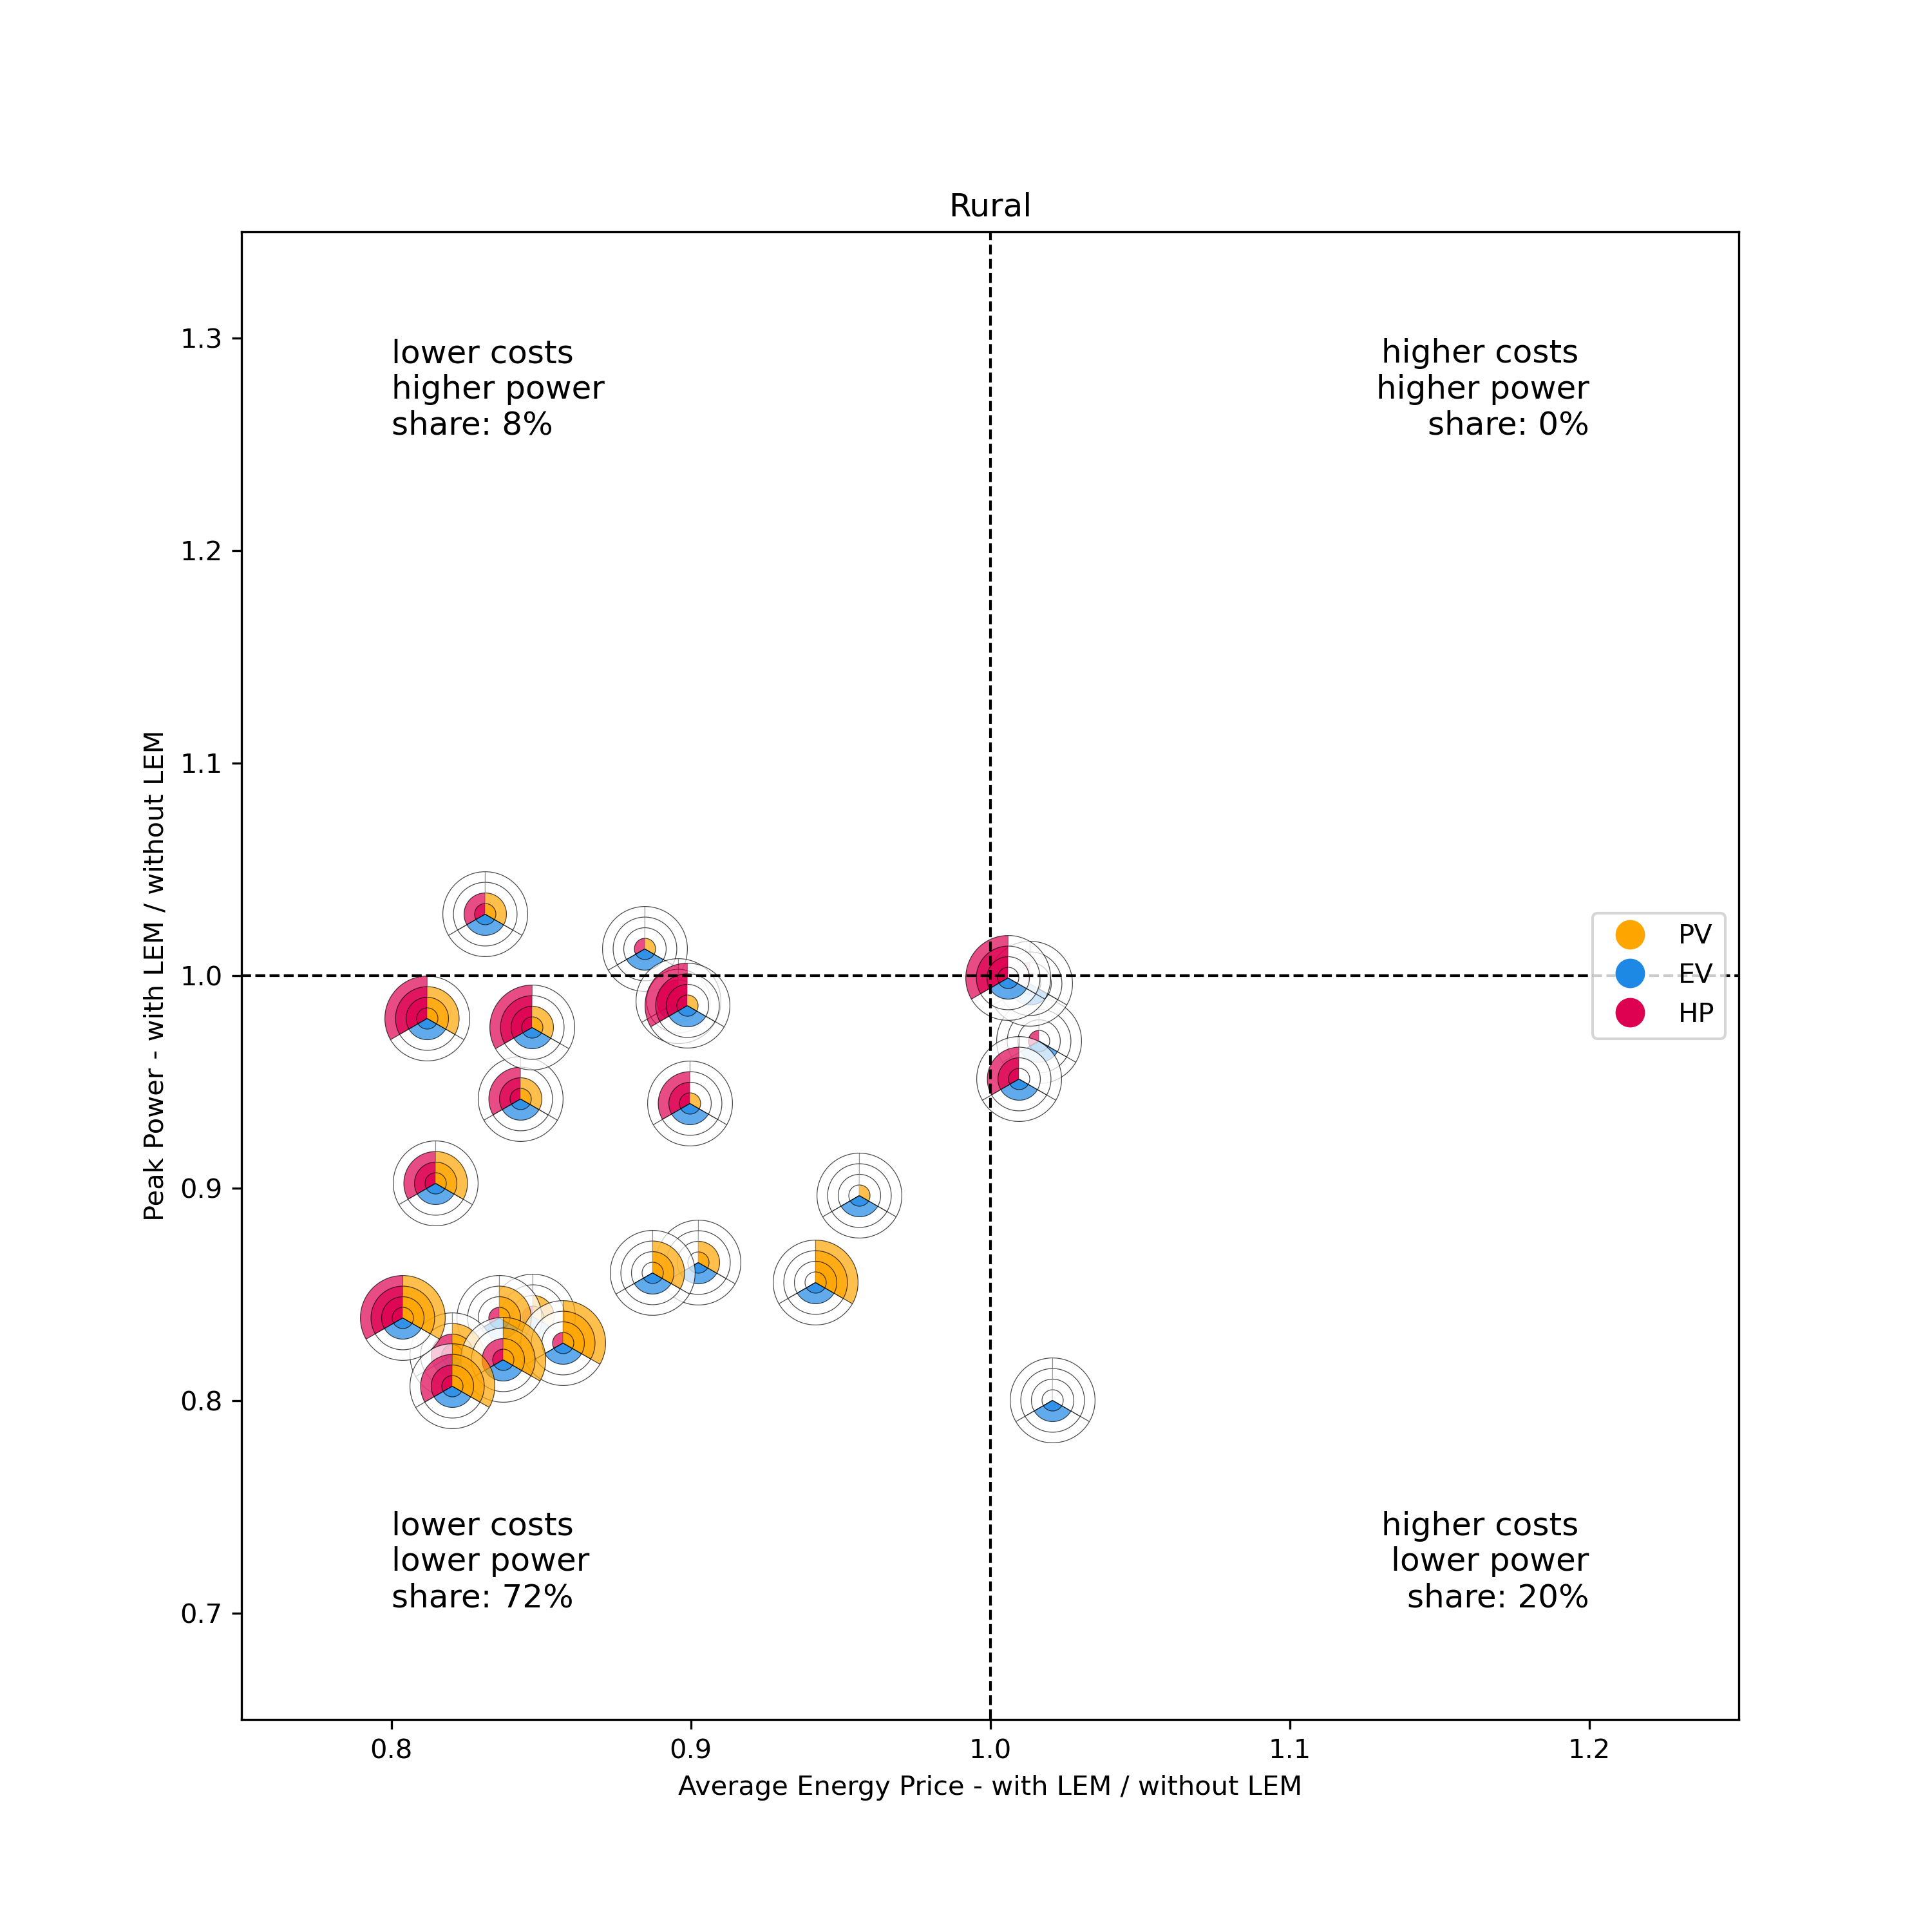 Rural
lower costs
higher power
share: 8%
higher costs
higher power
share: 0%
1.3
1.2
1.1
1.0
0.9
0.8
0.7
Peak Power - with LEM / without LEM
PV
EV
HP
lower costs
lower power
share: 72%
higher costs
lower power
share: 20%
0.8
0.9
1.0
1.1
1.2
Average Energy Price - with LEM / without LEM